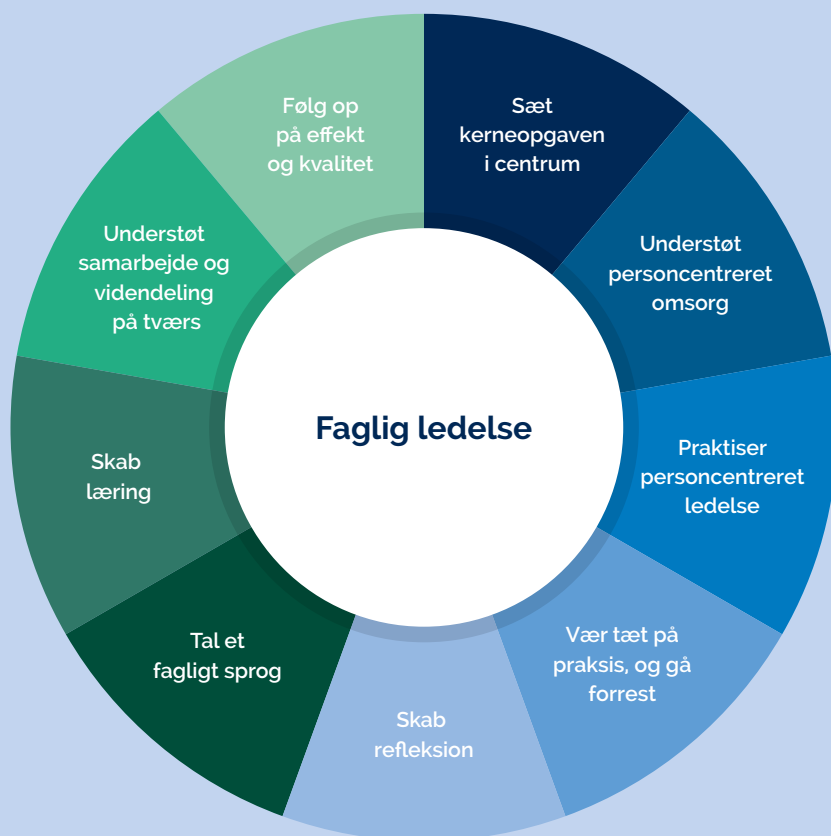 Sæt
kerneopgaven
i centrum
Understøt
personcentreret
omsorg
Praktiser
personcentreret
ledelse
Vær tæt på
praksis, og gå
forrest
Skab
refleksion
Tal et
fagligt sprog
Skab
læring
Understøt
samarbejde og
videndeling
på tværs
Følg op
på effekt
og kvalitet
Faglig ledelse